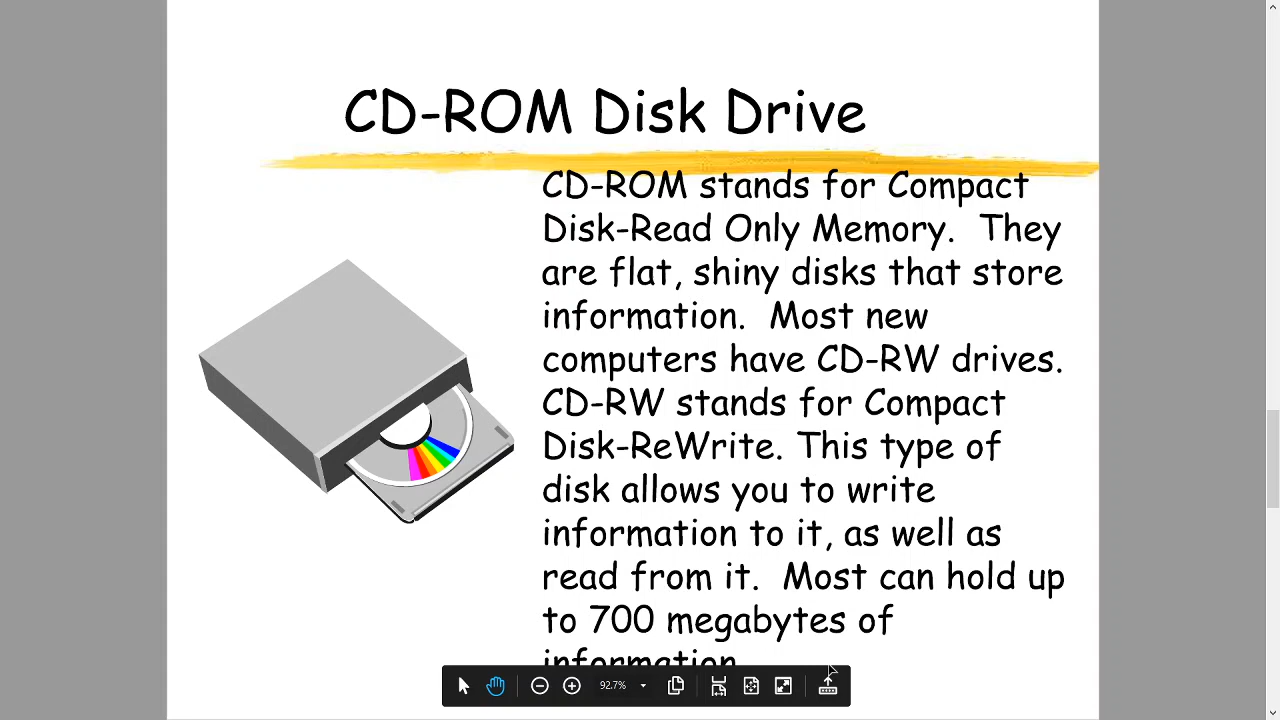 CD-ROM Disk Drive
CD-ROM stands for Compact
Disk-Read Only Memory.  They
are flat, shiny disks that store
information.  Most new
computers have CD-RW drives.
CD-RW stands for Compact
Disk-ReWrite. This type of
disk allows you to write
information to it, as well as
read from it.  Most can hold up
to 700 megabytes of
information
92.7%